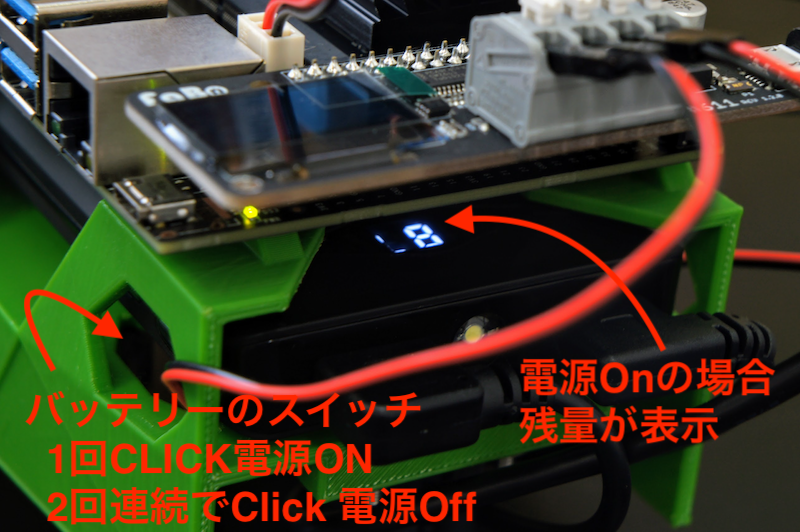 FaBo
電源Onの場合
残量が表示
バッテリーのスイッチ
1回CLICK電源ON
2回連続でClick 電源Off